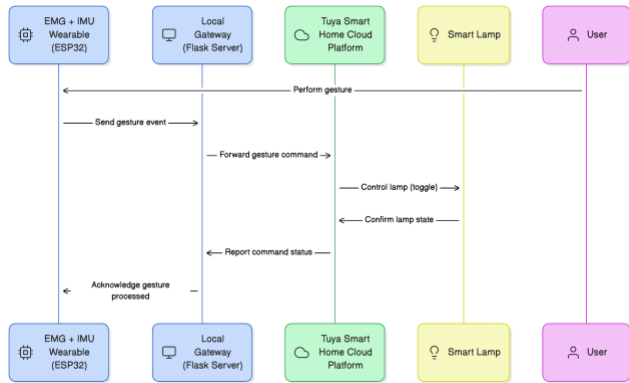 EMG + IMU
Wearable
(ESP32)
Local
Gateway
(Flask Server)
Tuya Smart
Home Cloud
Platform
Smart Lamp
User
Perform gesture
Send gesture event
Forward gesture command
Control lamp (toggle)
Confirm lamp state
Report command status
Acknowledge gesture
processed
EMG + IMU
Wearable
(ESP32)
Local
Gateway
(Flask Server)
Tuya Smart
Home Cloud
Platform
Smart Lamp
User